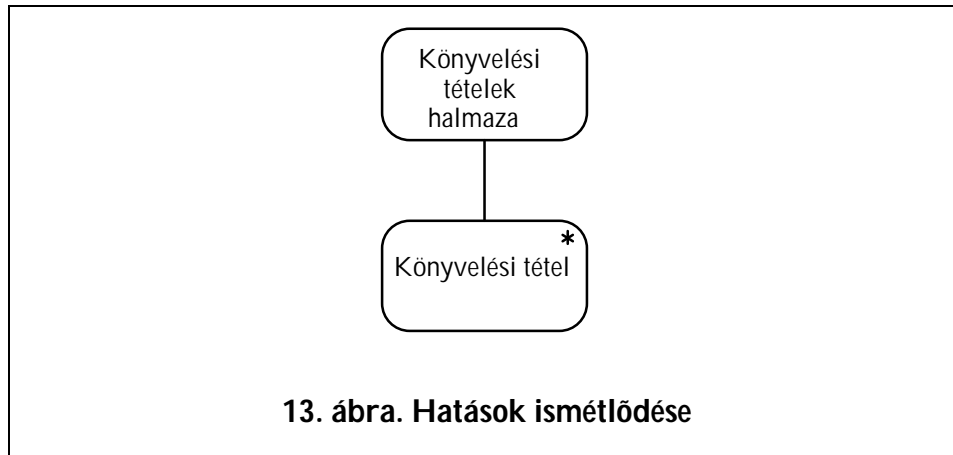 Könyvelési
tételek
halmaza
*
Könyvelési tétel
13. ábra. Hatások ismétlõdése